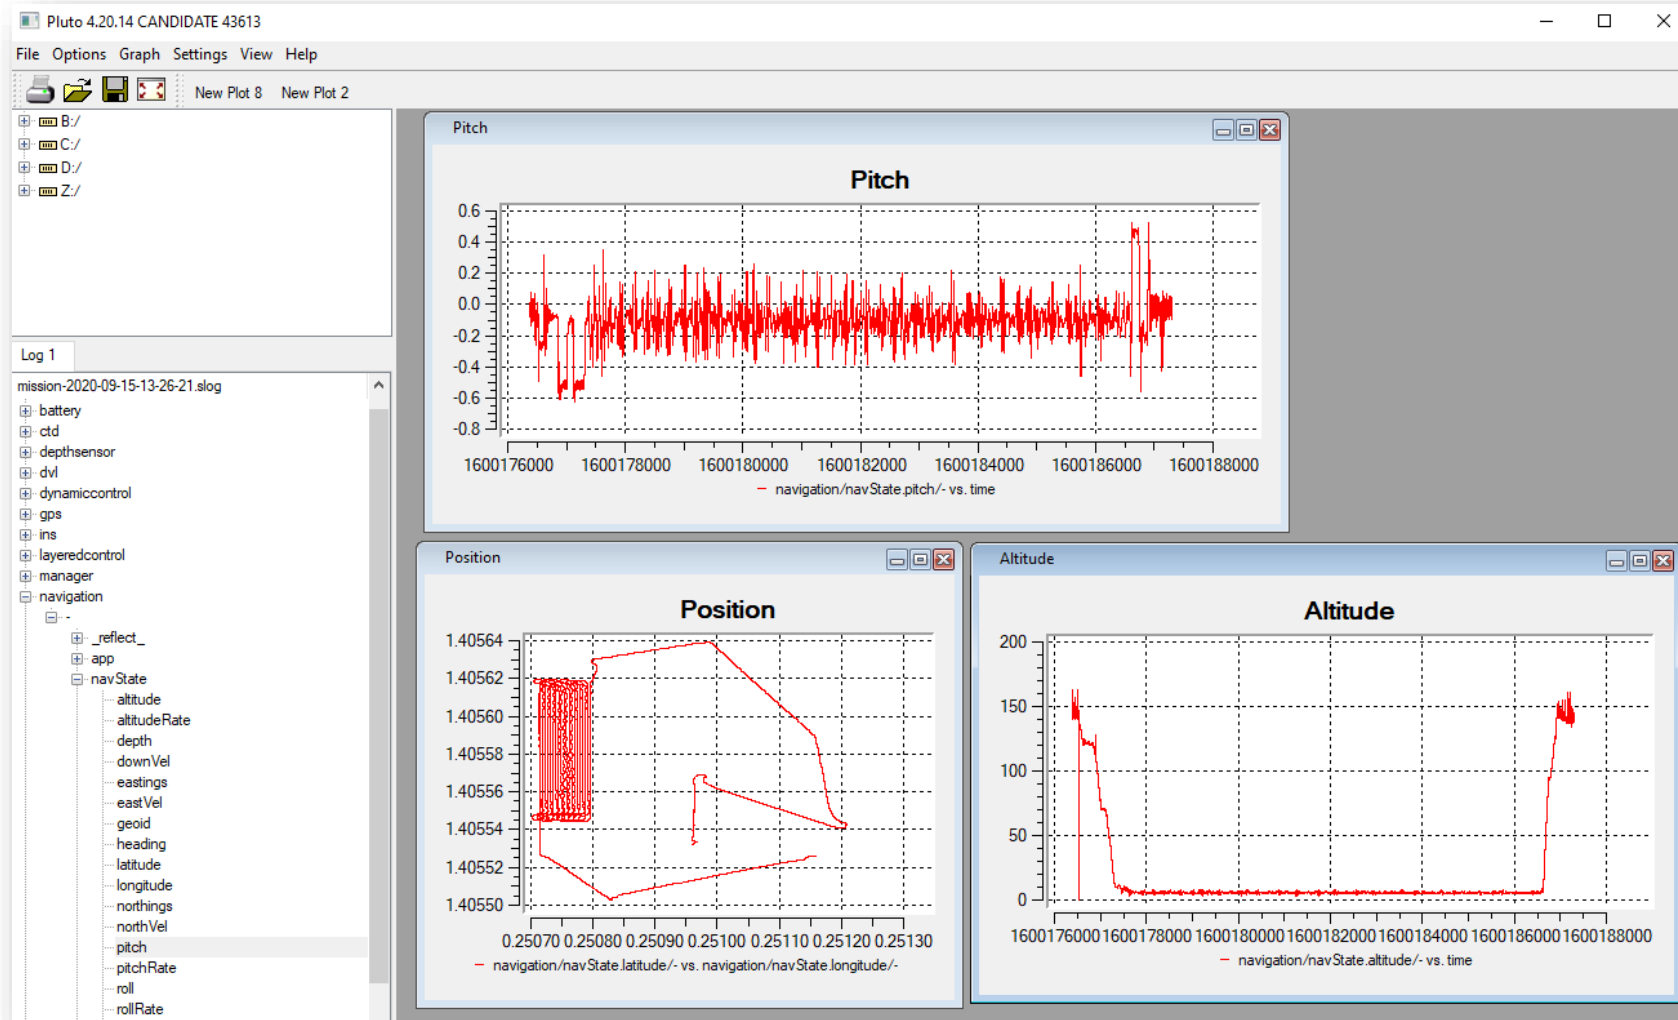 Pluto 4.20.14 CANDIDATE 43613
File Options Graph Settings View Help
New Plot 8 New Plot 2
B:/
C:/
D:/
Z:/
Log 1
mission-2020-09-15-13-26-21.slog
battery
ctd
depthsensor
dvl
dynamiccontrol
gps
ins
layeredcontrol
manager
navigation
-
_reflect_
app
navState
altitude
altitudeRate
depth
downVel
eastings
eastVel
geoid
heading
latitude
longitude
northings
northVel
pitch
pitchRate
roll
rollRate
Pitch
Pitch
0.6
0.4
0.2
0.0
-0.2
-0.4
-0.6
-0.8
1600176000 1600178000 1600180000 1600182000 1600184000 1600186000 1600188000
navigation/navState.pitch/- vs. time
Position
Position
1.40564
1.40562
1.40560
1.40558
1.40556
1.40554
1.40552
1.40550
0.25070 0.25080 0.25090 0.25100 0.25110 0.25120 0.25130
navigation/navState.latitude/- vs. navigation/navState.longitude/-
Altitude
Altitude
200
150
100
50
0
1600176000 1600178000 1600180000 1600182000 1600184000 1600186000 1600188000
navigation/navState.altitude/- vs. time